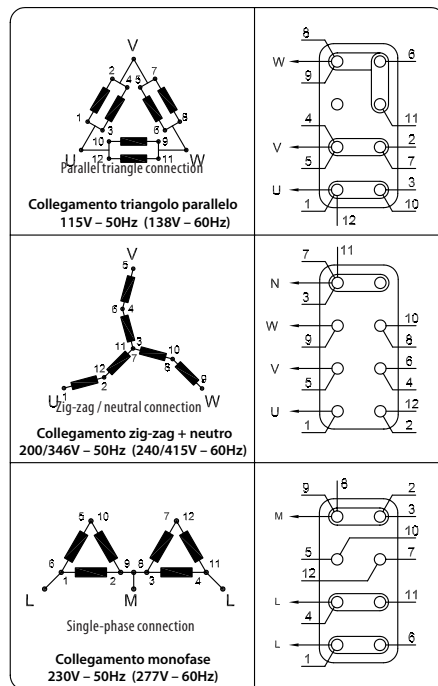 V
2 7
4 5
1 8
3 6
10 9
U 12 11 W
Parallel triangle connection
Collegamento triangolo parallelo
115V – 50Hz (138V – 60Hz)
8
W 6
9
11
4
V 2
5 7
U 3
1 10
12
V
5
6 4
11 3
7
12 10
8
U 1 2 9 W
Zig-zag / neutral connection
Collegamento zig-zag + neutro
200/346V – 50Hz (240/415V – 60Hz)
7 11
N
3
W 10
9 8
V 6
5 4
U 12
1 2
5 10 7 12
6 9 8 11
1 2 3 4
L M L
Single-phase connection
Collegamento monofase
230V – 50Hz (277V – 60Hz)
9 8 2
M 3
10
5 7
12
L 11
4
L 6
1